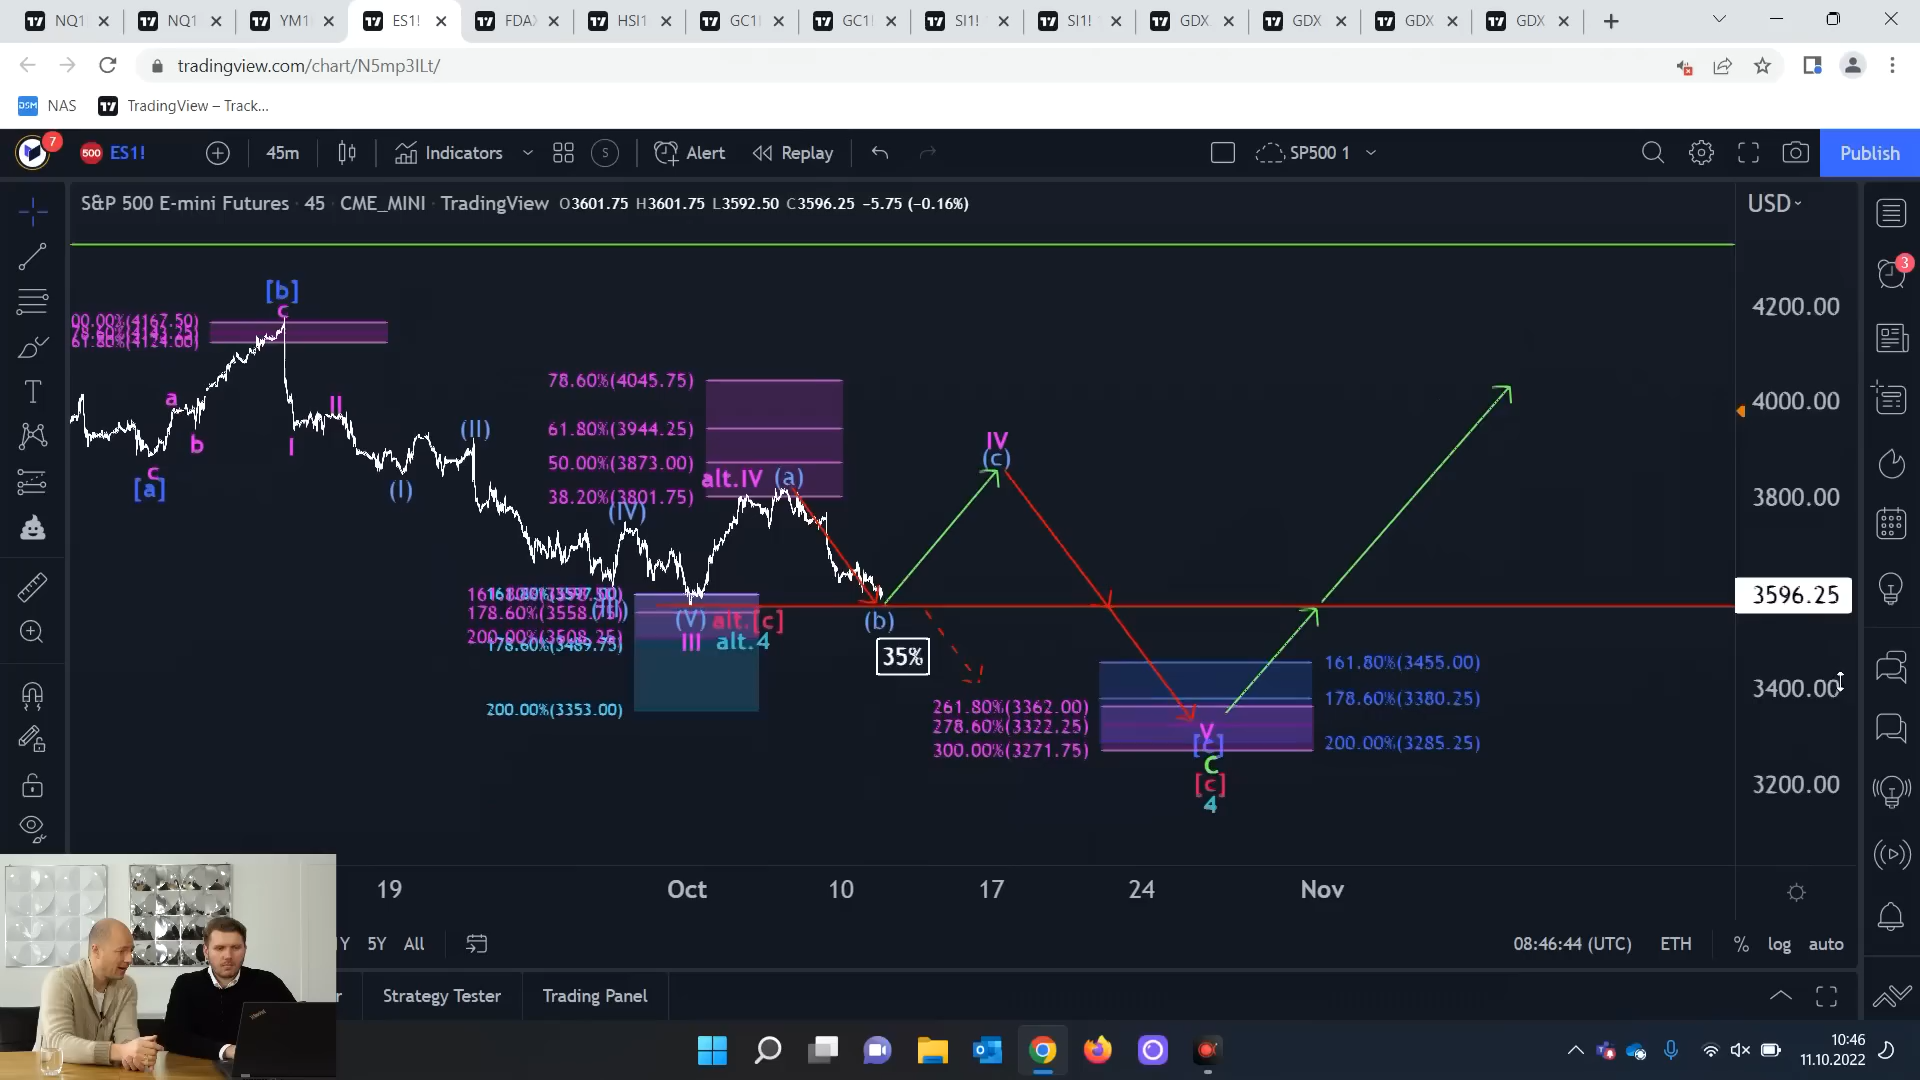 NQ1 NQ1 YM1 ES1! FDAX HSI1 GC1! GC1! SI1! SI1! GDX GDX GDX GDX
tradingview.com/chart/N5mp3ILt/
NAS TradingView – Track...
7 500 ES1! 45m Indicators S Alert Replay SP500 1 Publish
S&P 500 E-mini Futures · 45 · CME_MINI · TradingView O3601.75 H3601.75 L3592.50 C3596.25 −5.75 (−0.16%)
USD
3
[b]
c
00.00%(4167.50)
78.60%(4143.25)
61.80%(4124.00)
4200.00
78.60%(4045.75)
a
II
4000.00
61.80%(3944.25)
(II)
b
I
IV
(c)
50.00%(3873.00)
c
[a]
(I)
alt.IV (a)
38.20%(3801.75)
3800.00
(IV)
161.80%(3597.50)
3596.25
178.60%(3558.75)
(III)
(V) alt.[c]
(b)
200.00%(3508.25)
178.60%(3489.75)
III alt.4
35%
161.80%(3455.00)
3400.00
178.60%(3380.25)
200.00%(3353.00)
261.80%(3362.00)
278.60%(3322.25)
300.00%(3271.75)
V
[c]
C
[c]
4
200.00%(3285.25)
3200.00
19 Oct 10 17 24 Nov
1Y 5Y All
08:46:44 (UTC) ETH % log auto
Strategy Tester Trading Panel
10:46
11.10.2022